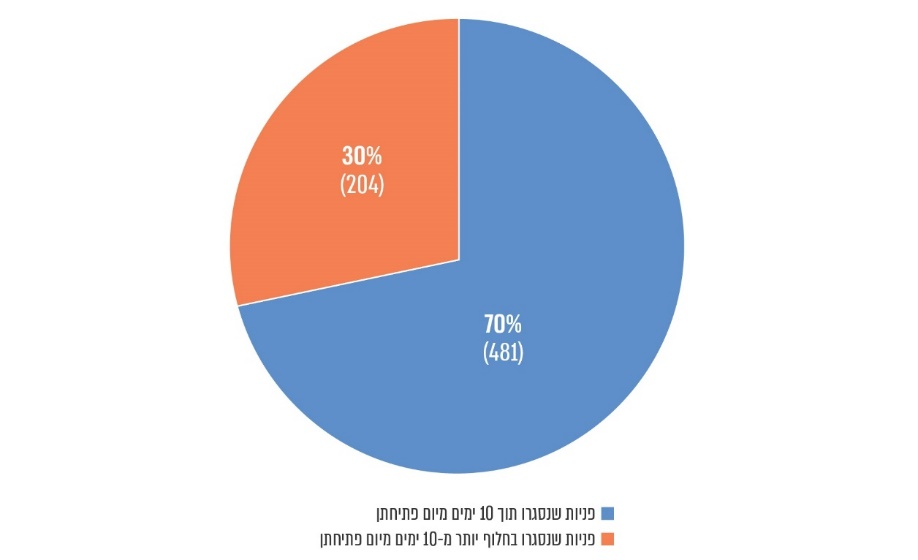 30%
(204)
70%
(481)
פניות שנסגרו תוך 10 ימים מיום פתיחתן
פניות שנסגרו בחלוף יותר מ-10 ימים מיום פתיחתן